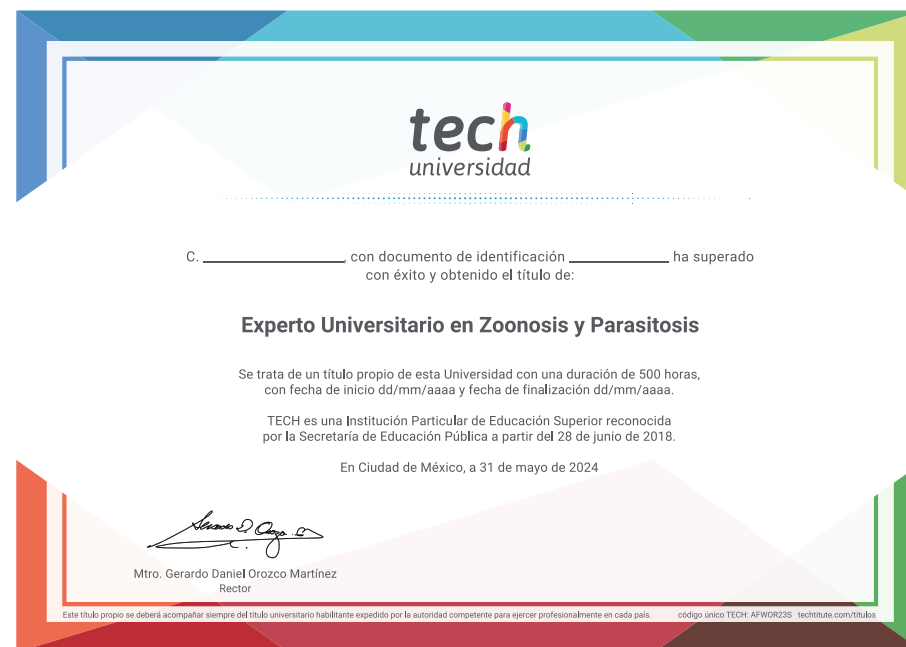 tech
universidad
C. ____________, con documento de identificación ____________ ha superado
con éxito y obtenido el título de:
Experto Universitario en Zoonosis y Parasitosis
Se trata de un título propio de esta Universidad con una duración de 500 horas,
con fecha de inicio dd/mm/aaaa y fecha de finalización dd/mm/aaaa.
TECH es una Institución Particular de Educación Superior reconocida
por la Secretaría de Educación Pública a partir del 28 de junio de 2018.
En Ciudad de México, a 31 de mayo de 2024
Mtro. Gerardo Daniel Orozco Martínez
Rector
Este título propio se deberá acompañar siempre del título universitario habilitante expedido por la autoridad competente para ejercer profesionalmente en cada país. código único TECH: AFWOR23S techtitute.com/titulos